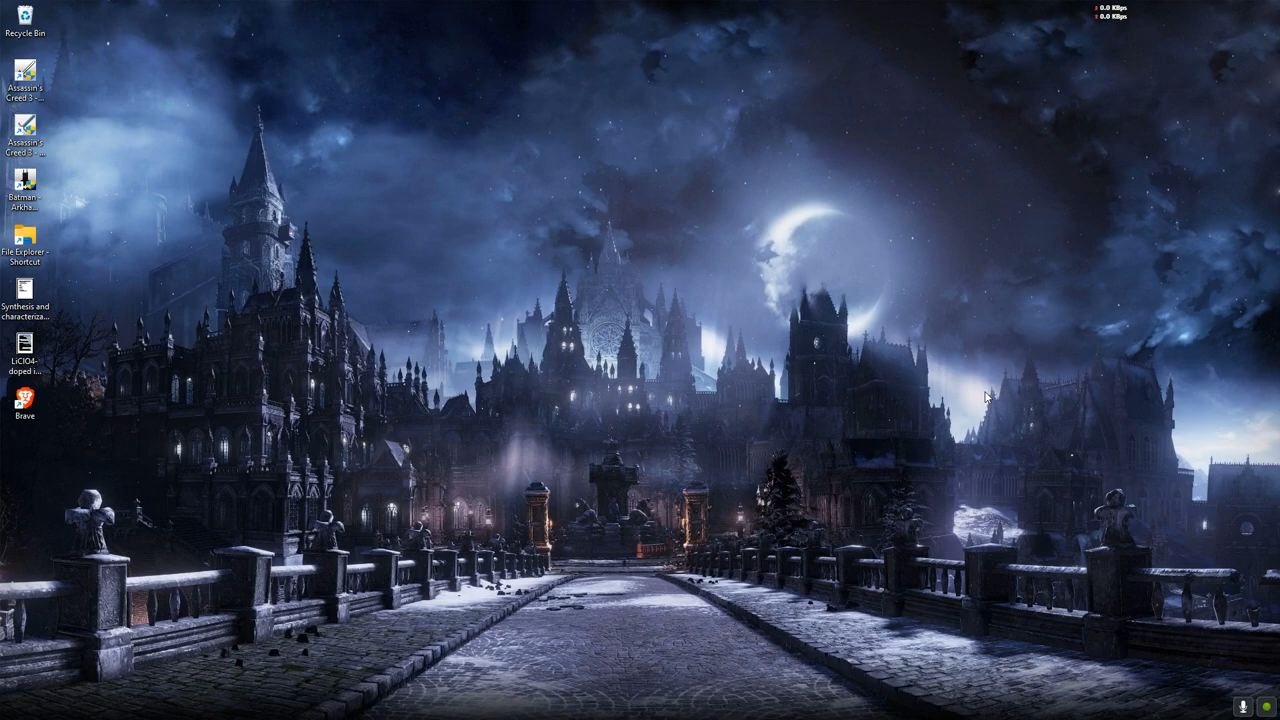 0.0 KBps
0.0 KBps
Recycle Bin
Assassin's
Creed 3 -...
Assassin's
Creed 3 - ...
Batman -
Arkha...
File Explorer -
Shortcut
Synthesis and
characteriza...
LiClO4-
doped i...
Brave